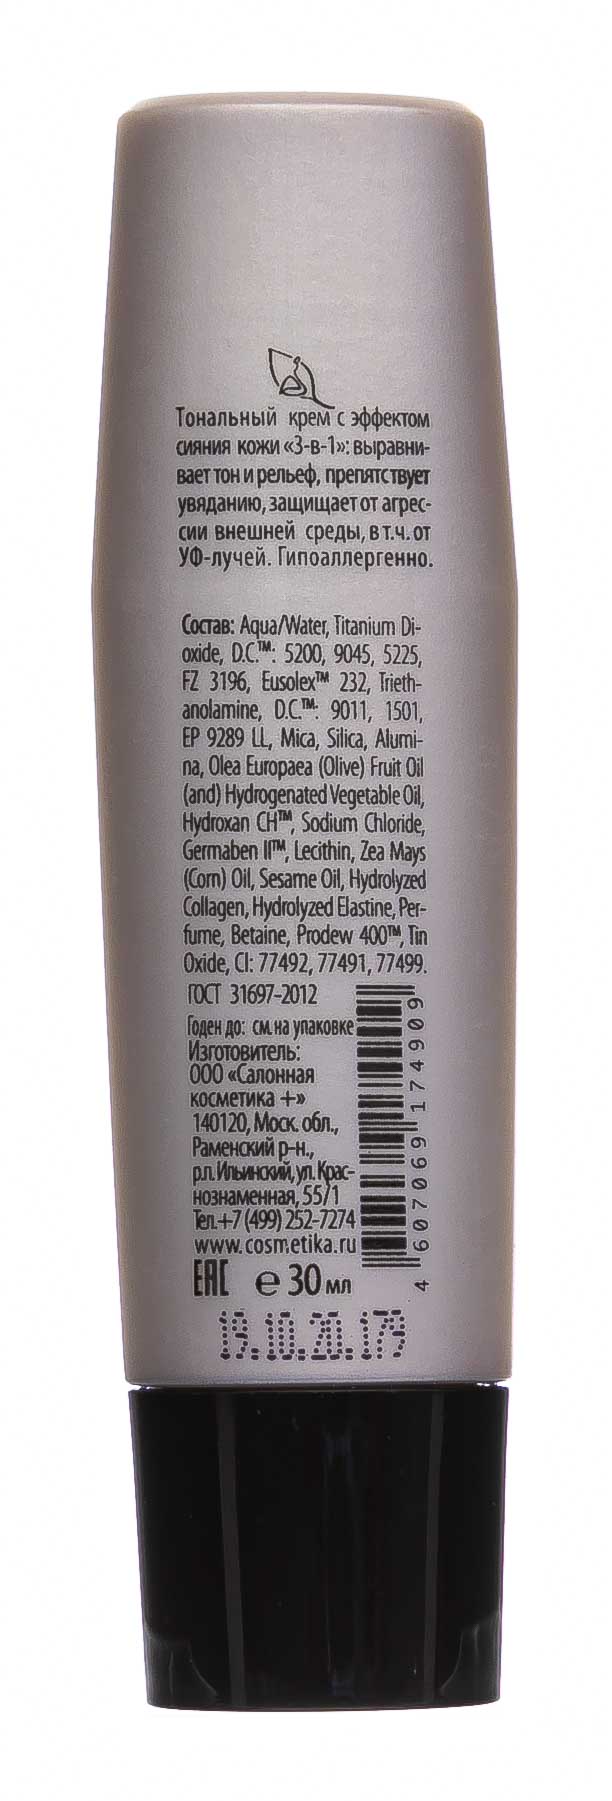 Тональный крем с эффектом
сияния кожи «3-в-1»: выравни-
вает тон и рельеф, препятствует
увяданию, защищает от агрес-
сии внешней среды, в т.ч. от
УФ-лучей. Гипоаллергенно.
Состав: Aqua/Water, Titanium Di-
oxide, D.C.™: 5200, 9045, 5225,
FZ 3196, Eusolex™ 232, Trieth-
anolamine, D.C.™: 9011, 1501,
EP 9289 LL, Mica, Silica, Alumi-
na, Olea Europaea (Olive) Fruit Oil
(and) Hydrogenated Vegetable Oil,
Hydroxan CH™, Sodium Chloride,
Germaben II™, Lecithin, Zea Mays
(Corn) Oil, Sesame Oil, Hydrolyzed
Collagen, Hydrolyzed Elastine, Per-
fume, Betaine, Prodew 400™, Tin
Oxide, CI: 77492, 77491, 77499.
ГОСТ 31697-2012
Годен до: см. на упаковке
Изготовитель:
ООО «Салонная
косметика +»
140120, Моск. обл.,
Раменский р-н.,
р.п. Ильинский, ул. Крас-
нознаменная, 55/1
Тел.+7 (499) 252-7274
www.cosmetika.ru
EAC e 30 мл
4 607069 174909
19.10.20.179